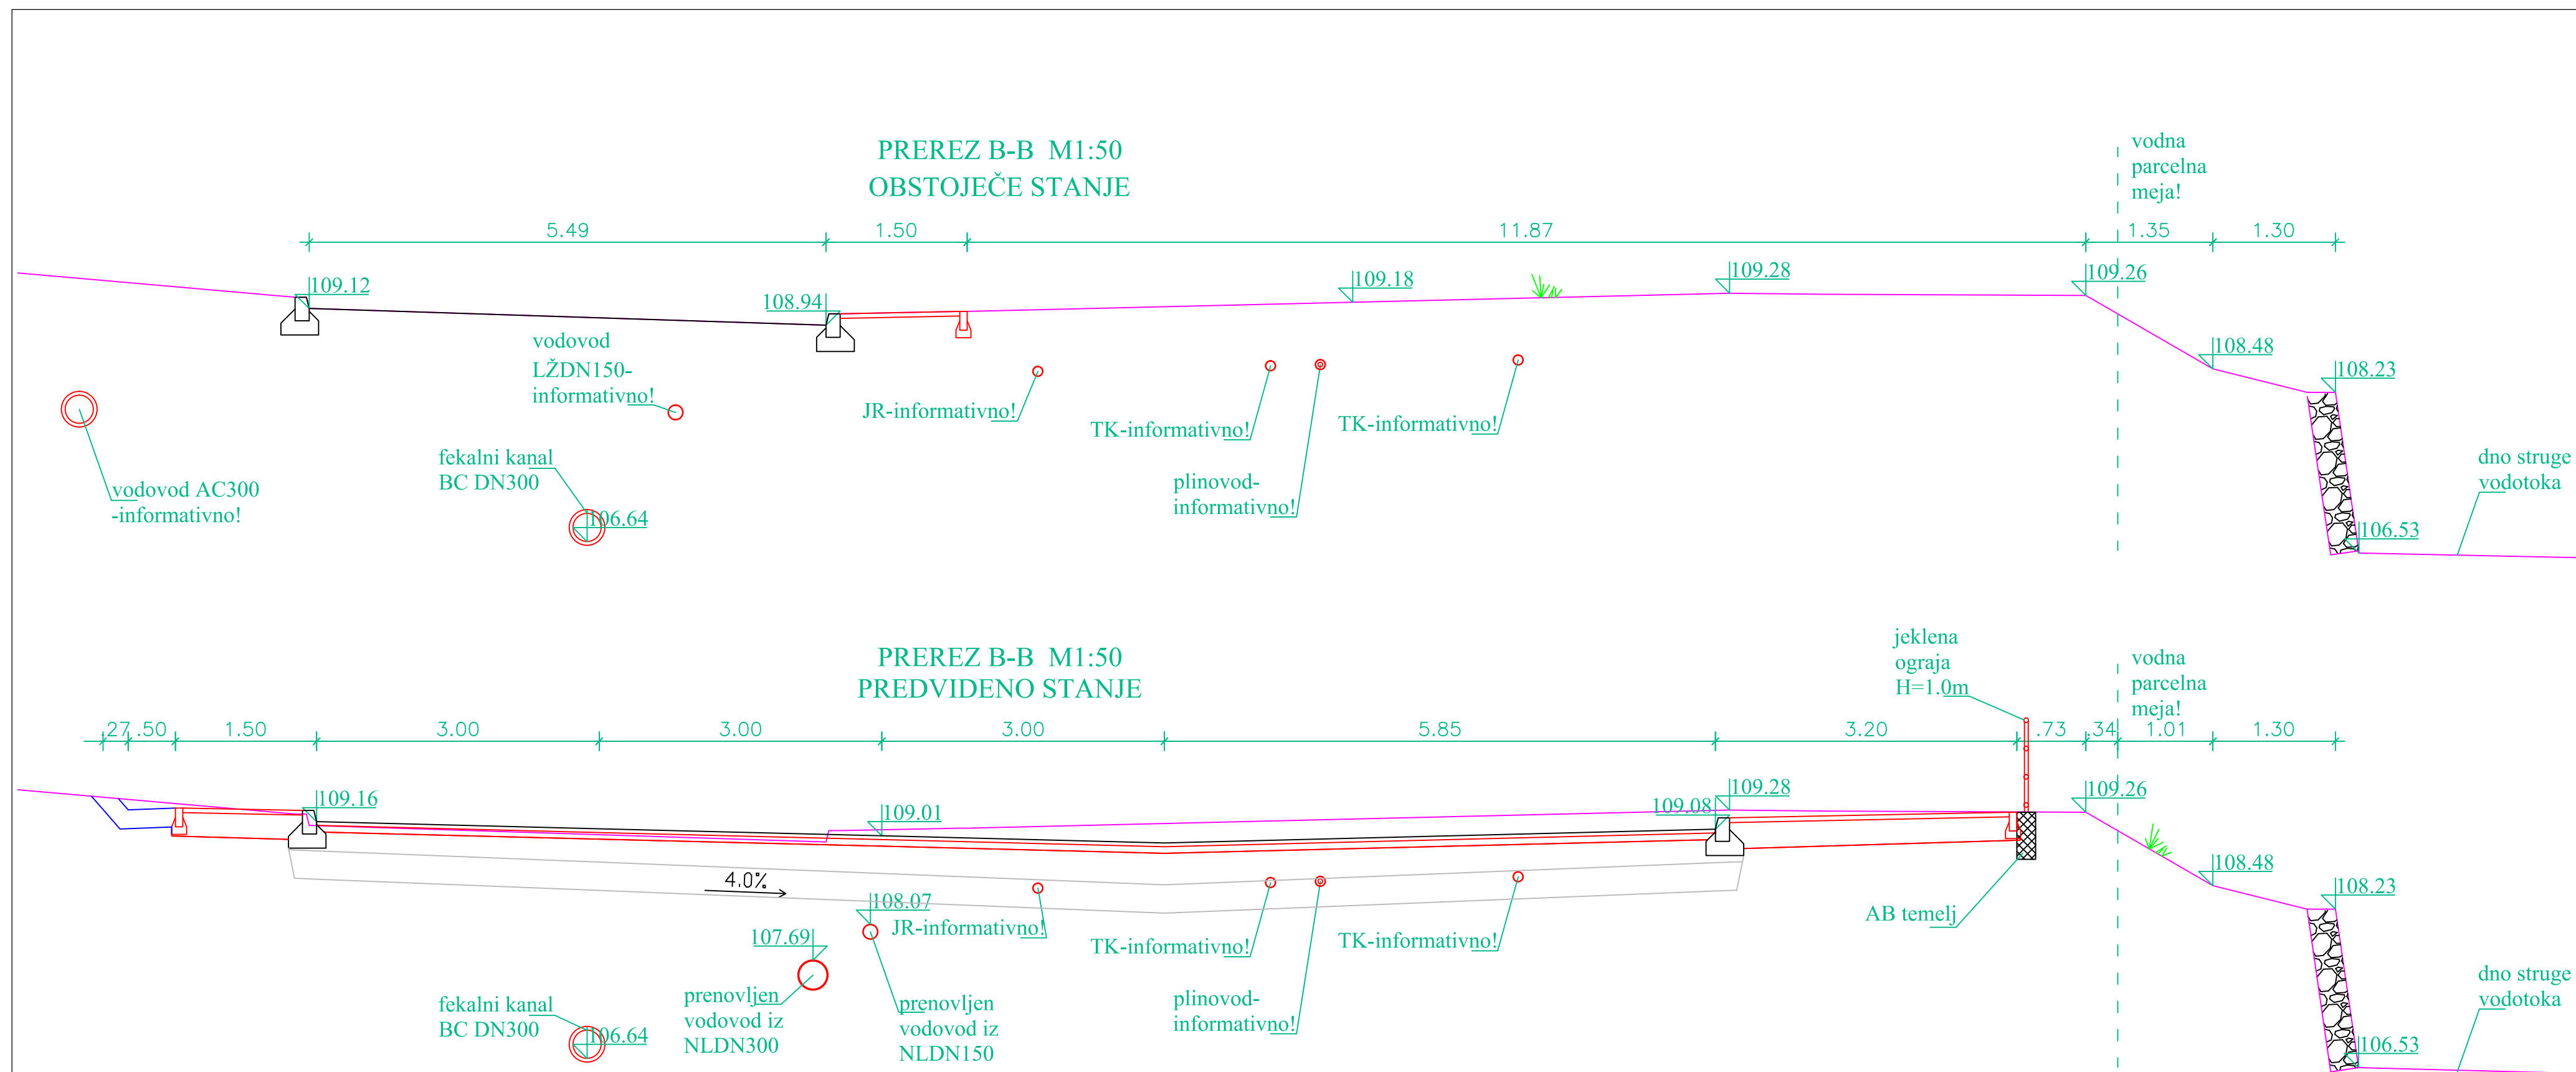 PREREZ B-B M1:50
OBSTOJEČE STANJE
vodna
parcelna
meja!
5.49
1.50
11.87
1.35
1.30
109.12
108.94
109.18
109.28
109.26
108.48
108.23
vodovod
LŽDN150-
informativno!
JR-informativno!
TK-informativno!
TK-informativno!
fekalni kanal
BC DN300
106.64
vodovod AC300
-informativno!
plinovod-
informativno!
dno struge
vodotoka
106.53
PREREZ B-B M1:50
PREDVIDENO STANJE
jeklena
ograja
H=1.0m
vodna
parcelna
meja!
.27
.50
1.50
3.00
3.00
3.00
5.85
3.20
.73
.34
1.01
1.30
109.16
109.01
109.08
109.28
109.26
108.48
108.23
4.0%
108.07
107.69
JR-informativno!
TK-informativno!
TK-informativno!
AB temelj
fekalni kanal
BC DN300
106.64
prenovljen
vodovod iz
NLDN300
prenovljen
vodovod iz
NLDN150
plinovod-
informativno!
dno struge
vodotoka
106.53